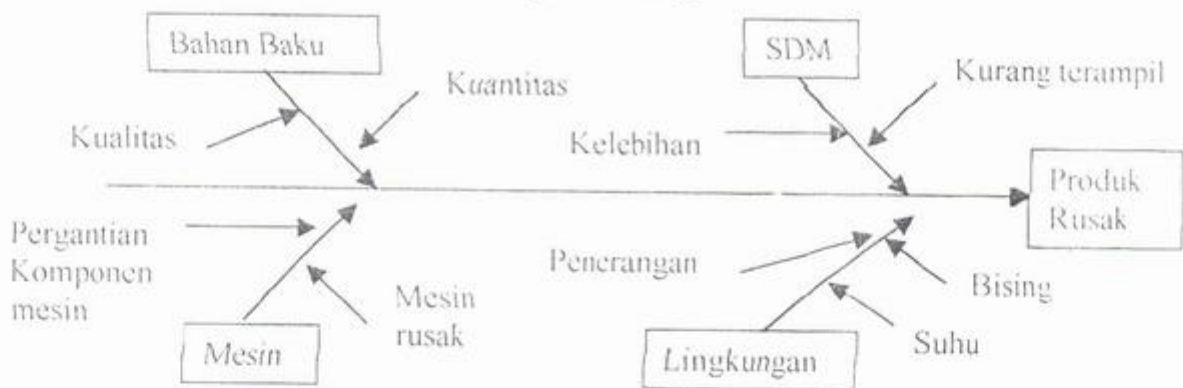 Bahan Baku
SDM
Kuantitas
Kurang terampil
Kualitas
Kelebihan
Produk
Rusak
Pergantian
Komponen
mesin
Mesin
rusak
Mesin
Penerangan
Bising
Suhu
Lingkungan